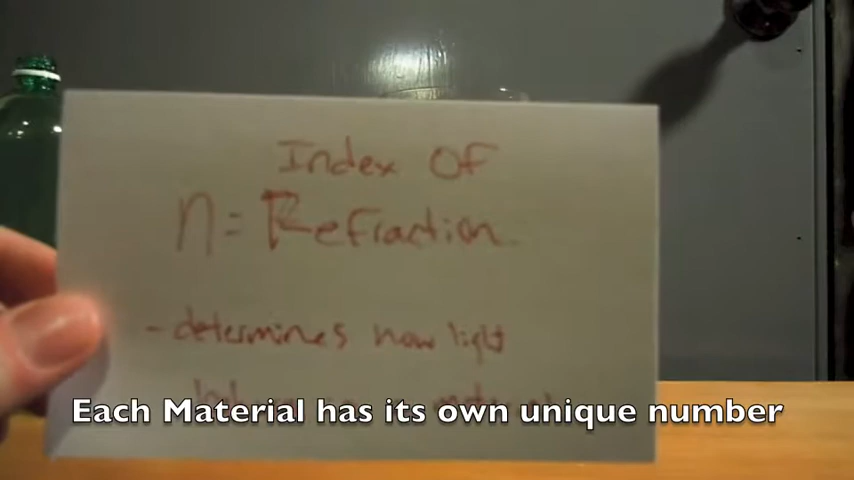 Index Of
n = Refraction
- determines how light
Each Material has its own unique number